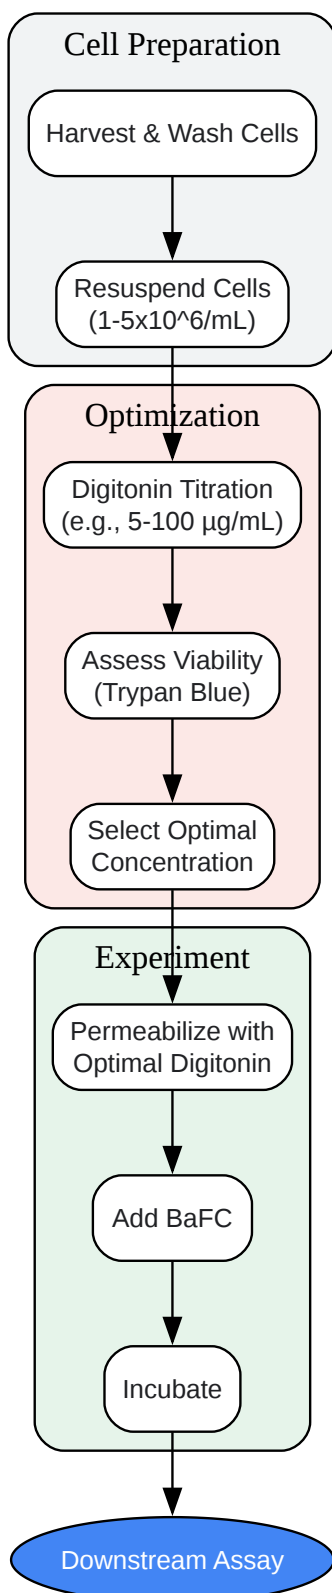 Cell Preparation
Harvest & Wash Cells
Resuspend Cells
(1-5x10^6/mL)
Optimization
Digitonin Titration
(e.g., 5-100 µg/mL)
Assess Viability
(Trypan Blue)
Select Optimal
Concentration
Experiment
Permeabilize with
Optimal Digitonin
Add BaFC
Incubate
Downstream Assay